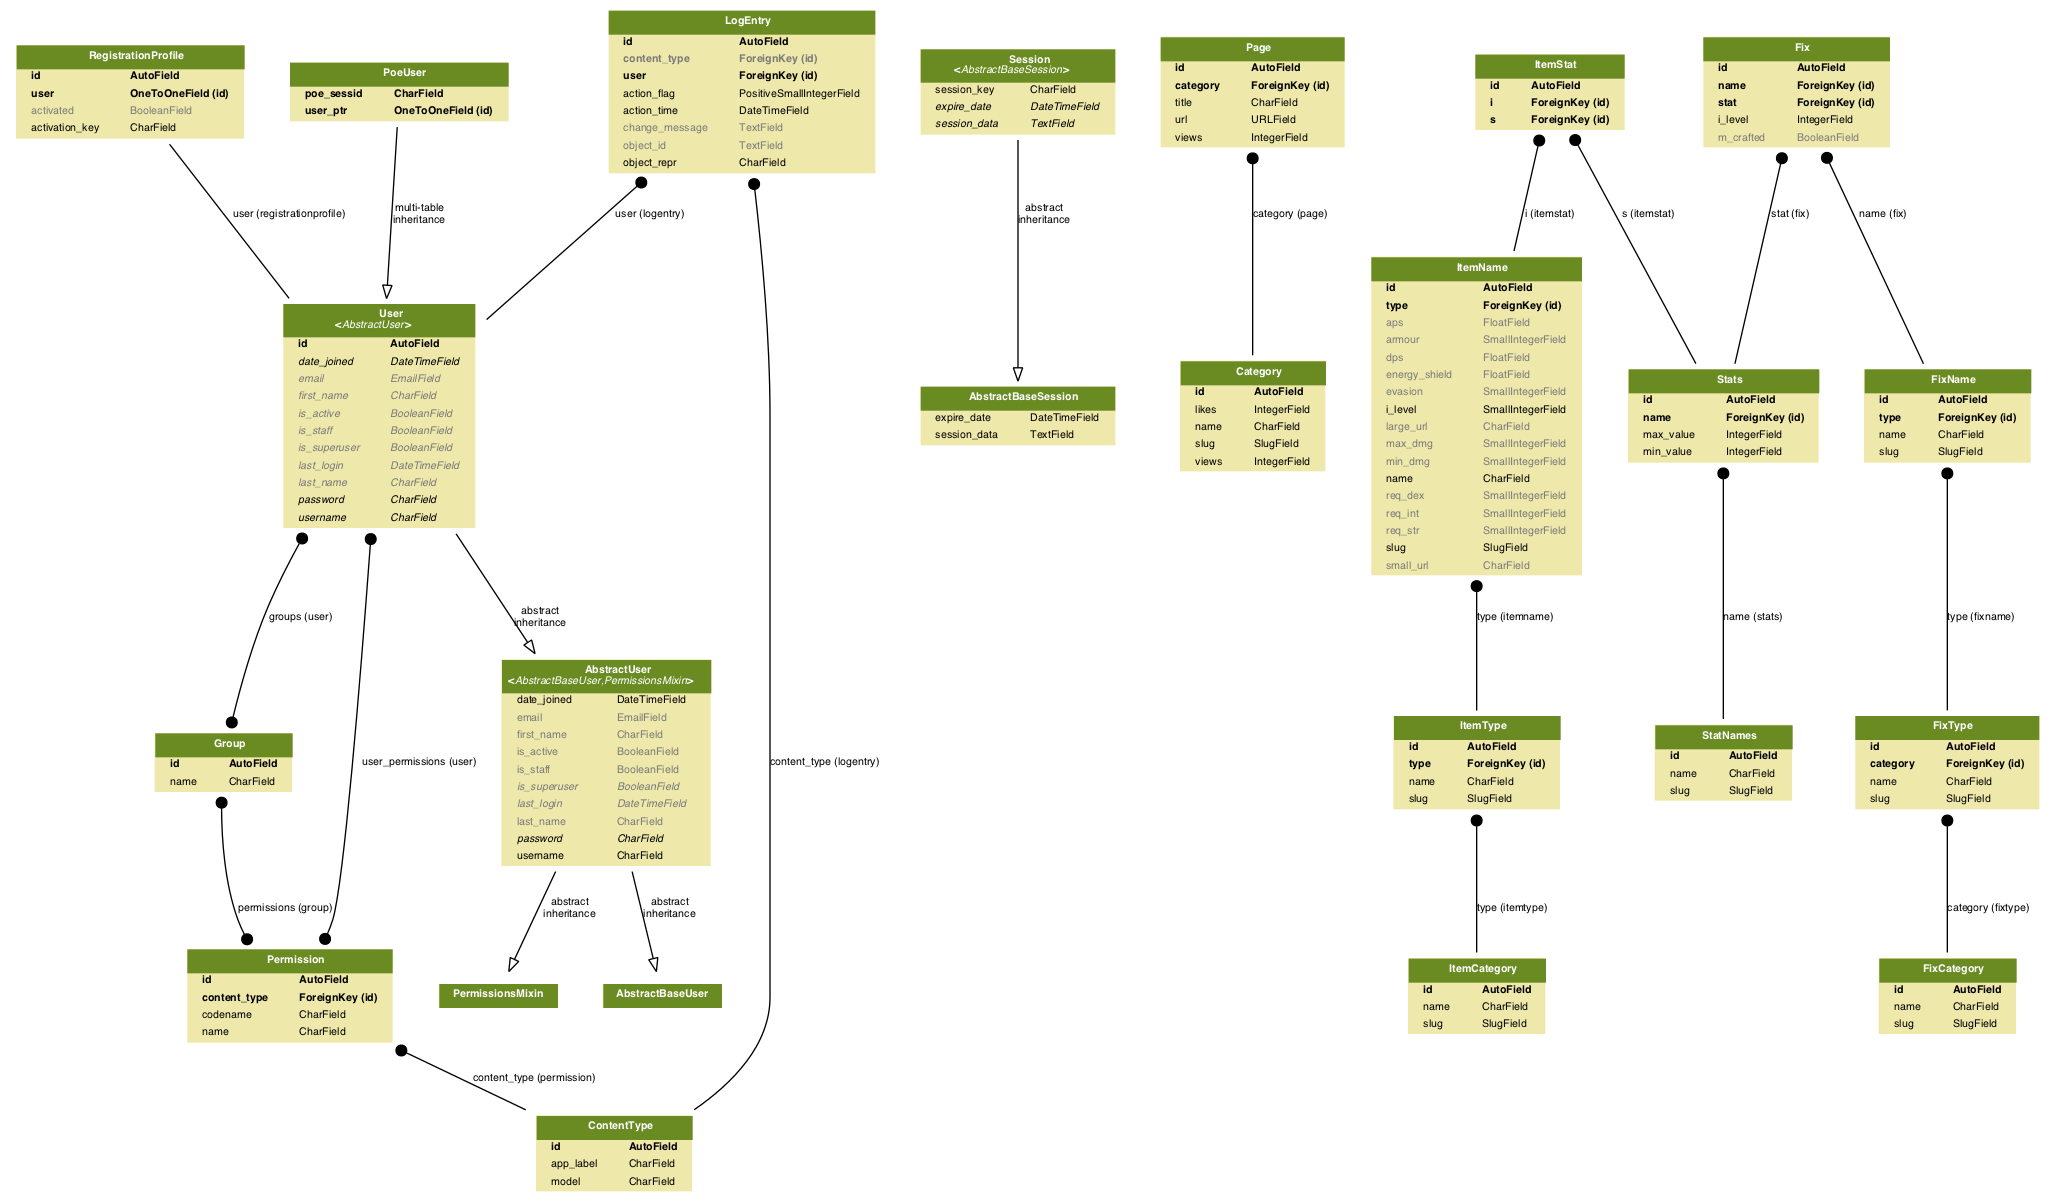 RegistrationProfile
id AutoField
user OneToOneField (id)
activated BooleanField
activation_key CharField
PoeUser
poe_sessid CharField
user_ptr OneToOneField (id)
LogEntry
id AutoField
content_type ForeignKey (id)
user ForeignKey (id)
action_flag PositiveSmallIntegerField
action_time DateTimeField
change_message TextField
object_id TextField
object_repr CharField
Session
<AbstractBaseSession>
session_key CharField
expire_date DateTimeField
session_data TextField
Page
id AutoField
category ForeignKey (id)
title CharField
url URLField
views IntegerField
ItemStat
id AutoField
i ForeignKey (id)
s ForeignKey (id)
Fix
id AutoField
name ForeignKey (id)
stat ForeignKey (id)
i_level IntegerField
m_crafted BooleanField
user (registrationprofile)
multi-table
inheritance
user (logentry)
abstract
inheritance
category (page)
i (itemstat)
s (itemstat)
stat (fix)
name (fix)
User
<AbstractUser>
id AutoField
date_joined DateTimeField
email EmailField
first_name CharField
is_active BooleanField
is_staff BooleanField
is_superuser BooleanField
last_login DateTimeField
last_name CharField
password CharField
username CharField
AbstractBaseSession
expire_date DateTimeField
session_data TextField
Category
id AutoField
likes IntegerField
name CharField
slug SlugField
views IntegerField
ItemName
id AutoField
type ForeignKey (id)
aps FloatField
armour SmallIntegerField
dps FloatField
energy_shield FloatField
evasion SmallIntegerField
i_level SmallIntegerField
large_url CharField
max_dmg SmallIntegerField
min_dmg SmallIntegerField
name CharField
req_dex SmallIntegerField
req_int SmallIntegerField
req_str SmallIntegerField
slug SlugField
small_url CharField
Stats
id AutoField
name ForeignKey (id)
max_value IntegerField
min_value IntegerField
FixName
id AutoField
type ForeignKey (id)
name CharField
slug SlugField
groups (user)
abstract
inheritance
type (itemname)
name (stats)
type (fixname)
AbstractUser
<AbstractBaseUser,PermissionsMixin>
date_joined DateTimeField
email EmailField
first_name CharField
is_active BooleanField
is_staff BooleanField
is_superuser BooleanField
last_login DateTimeField
last_name CharField
password CharField
username CharField
Group
id AutoField
name CharField
user_permissions (user)
content_type (logentry)
ItemType
id AutoField
type ForeignKey (id)
name CharField
slug SlugField
StatNames
id AutoField
name CharField
slug SlugField
FixType
id AutoField
category ForeignKey (id)
name CharField
slug SlugField
permissions (group)
abstract
inheritance
abstract
inheritance
type (itemtype)
category (fixtype)
Permission
id AutoField
content_type ForeignKey (id)
codename CharField
name CharField
PermissionsMixin
AbstractBaseUser
ItemCategory
id AutoField
name CharField
slug SlugField
FixCategory
id AutoField
name CharField
slug SlugField
content_type (permission)
ContentType
id AutoField
app_label CharField
model CharField